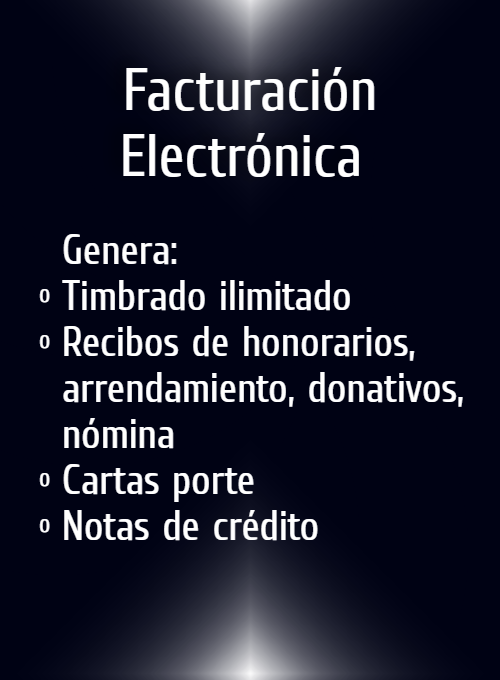 Facturación
Electrónica
Genera:
o Timbrado ilimitado
o Recibos de honorarios,
arrendamiento, donativos,
nómina
o Cartas porte
o Notas de crédito